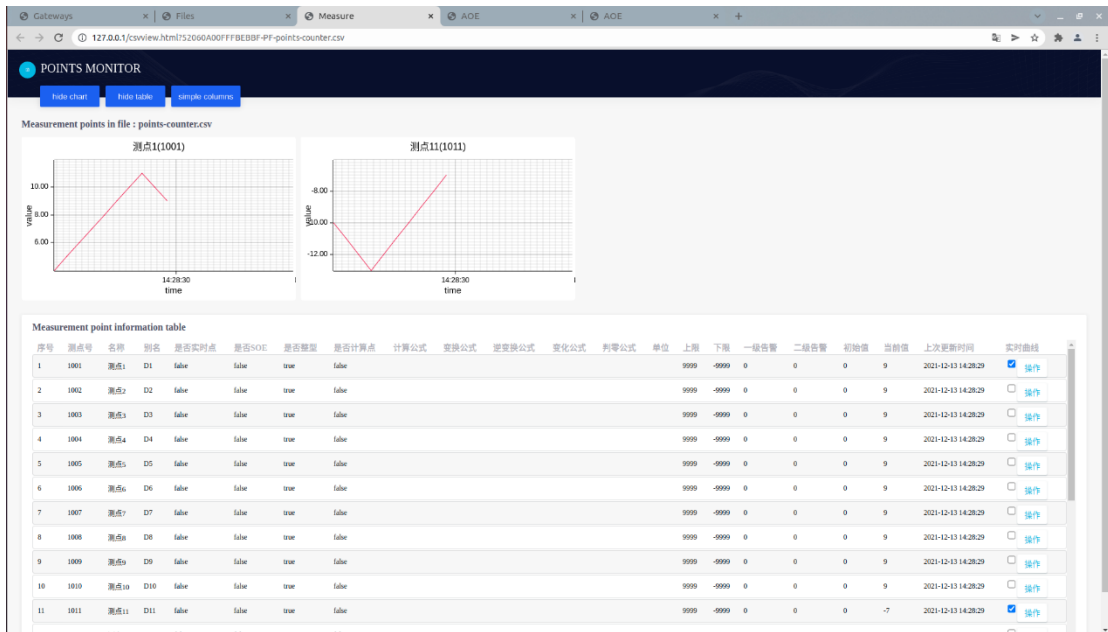 Gateways
Files
Measure
AOE
AOE
127.0.0.1/csvview.html?52060A00FFFBEBBF-PF-points-counter.csv
POINTS MONITOR
hide chart hide table simple columns
Measurement points in file : points-counter.csv
测点1(1001)
10.00
8.00
6.00
value
14:28:30
time
测点11(1011)
-8.00
-12.00
value
14:28:30
time
Measurement point information table
序号 测点号 名称 别名 是否实时点 是否SOE 是否整型 是否计算点 计算公式 变换公式 逆变换公式 变化公式 判零公式 单位 上限 下限 一级告警 二级告警 初始值 当前值 上次更新时间 实时曲线
1 1001 测点1 D1 false false true false 9999 -9999 0 0 0 9 2021-12-13 14:28:29 操作
2 1002 测点2 D2 false false true false 9999 -9999 0 0 0 9 2021-12-13 14:28:29 操作
3 1003 测点3 D3 false false true false 9999 -9999 0 0 0 9 2021-12-13 14:28:29 操作
4 1004 测点4 D4 false false true false 9999 -9999 0 0 0 9 2021-12-13 14:28:29 操作
5 1005 测点5 D5 false false true false 9999 -9999 0 0 0 9 2021-12-13 14:28:29 操作
6 1006 测点6 D6 false false true false 9999 -9999 0 0 0 9 2021-12-13 14:28:29 操作
7 1007 测点7 D7 false false true false 9999 -9999 0 0 0 9 2021-12-13 14:28:29 操作
8 1008 测点8 D8 false false true false 9999 -9999 0 0 0 9 2021-12-13 14:28:29 操作
9 1009 测点9 D9 false false true false 9999 -9999 0 0 0 9 2021-12-13 14:28:29 操作
10 1010 测点10 D10 false false true false 9999 -9999 0 0 0 9 2021-12-13 14:28:29 操作
11 1011 测点11 D11 false false true false 9999 -9999 0 0 0 -7 2021-12-13 14:28:29 操作